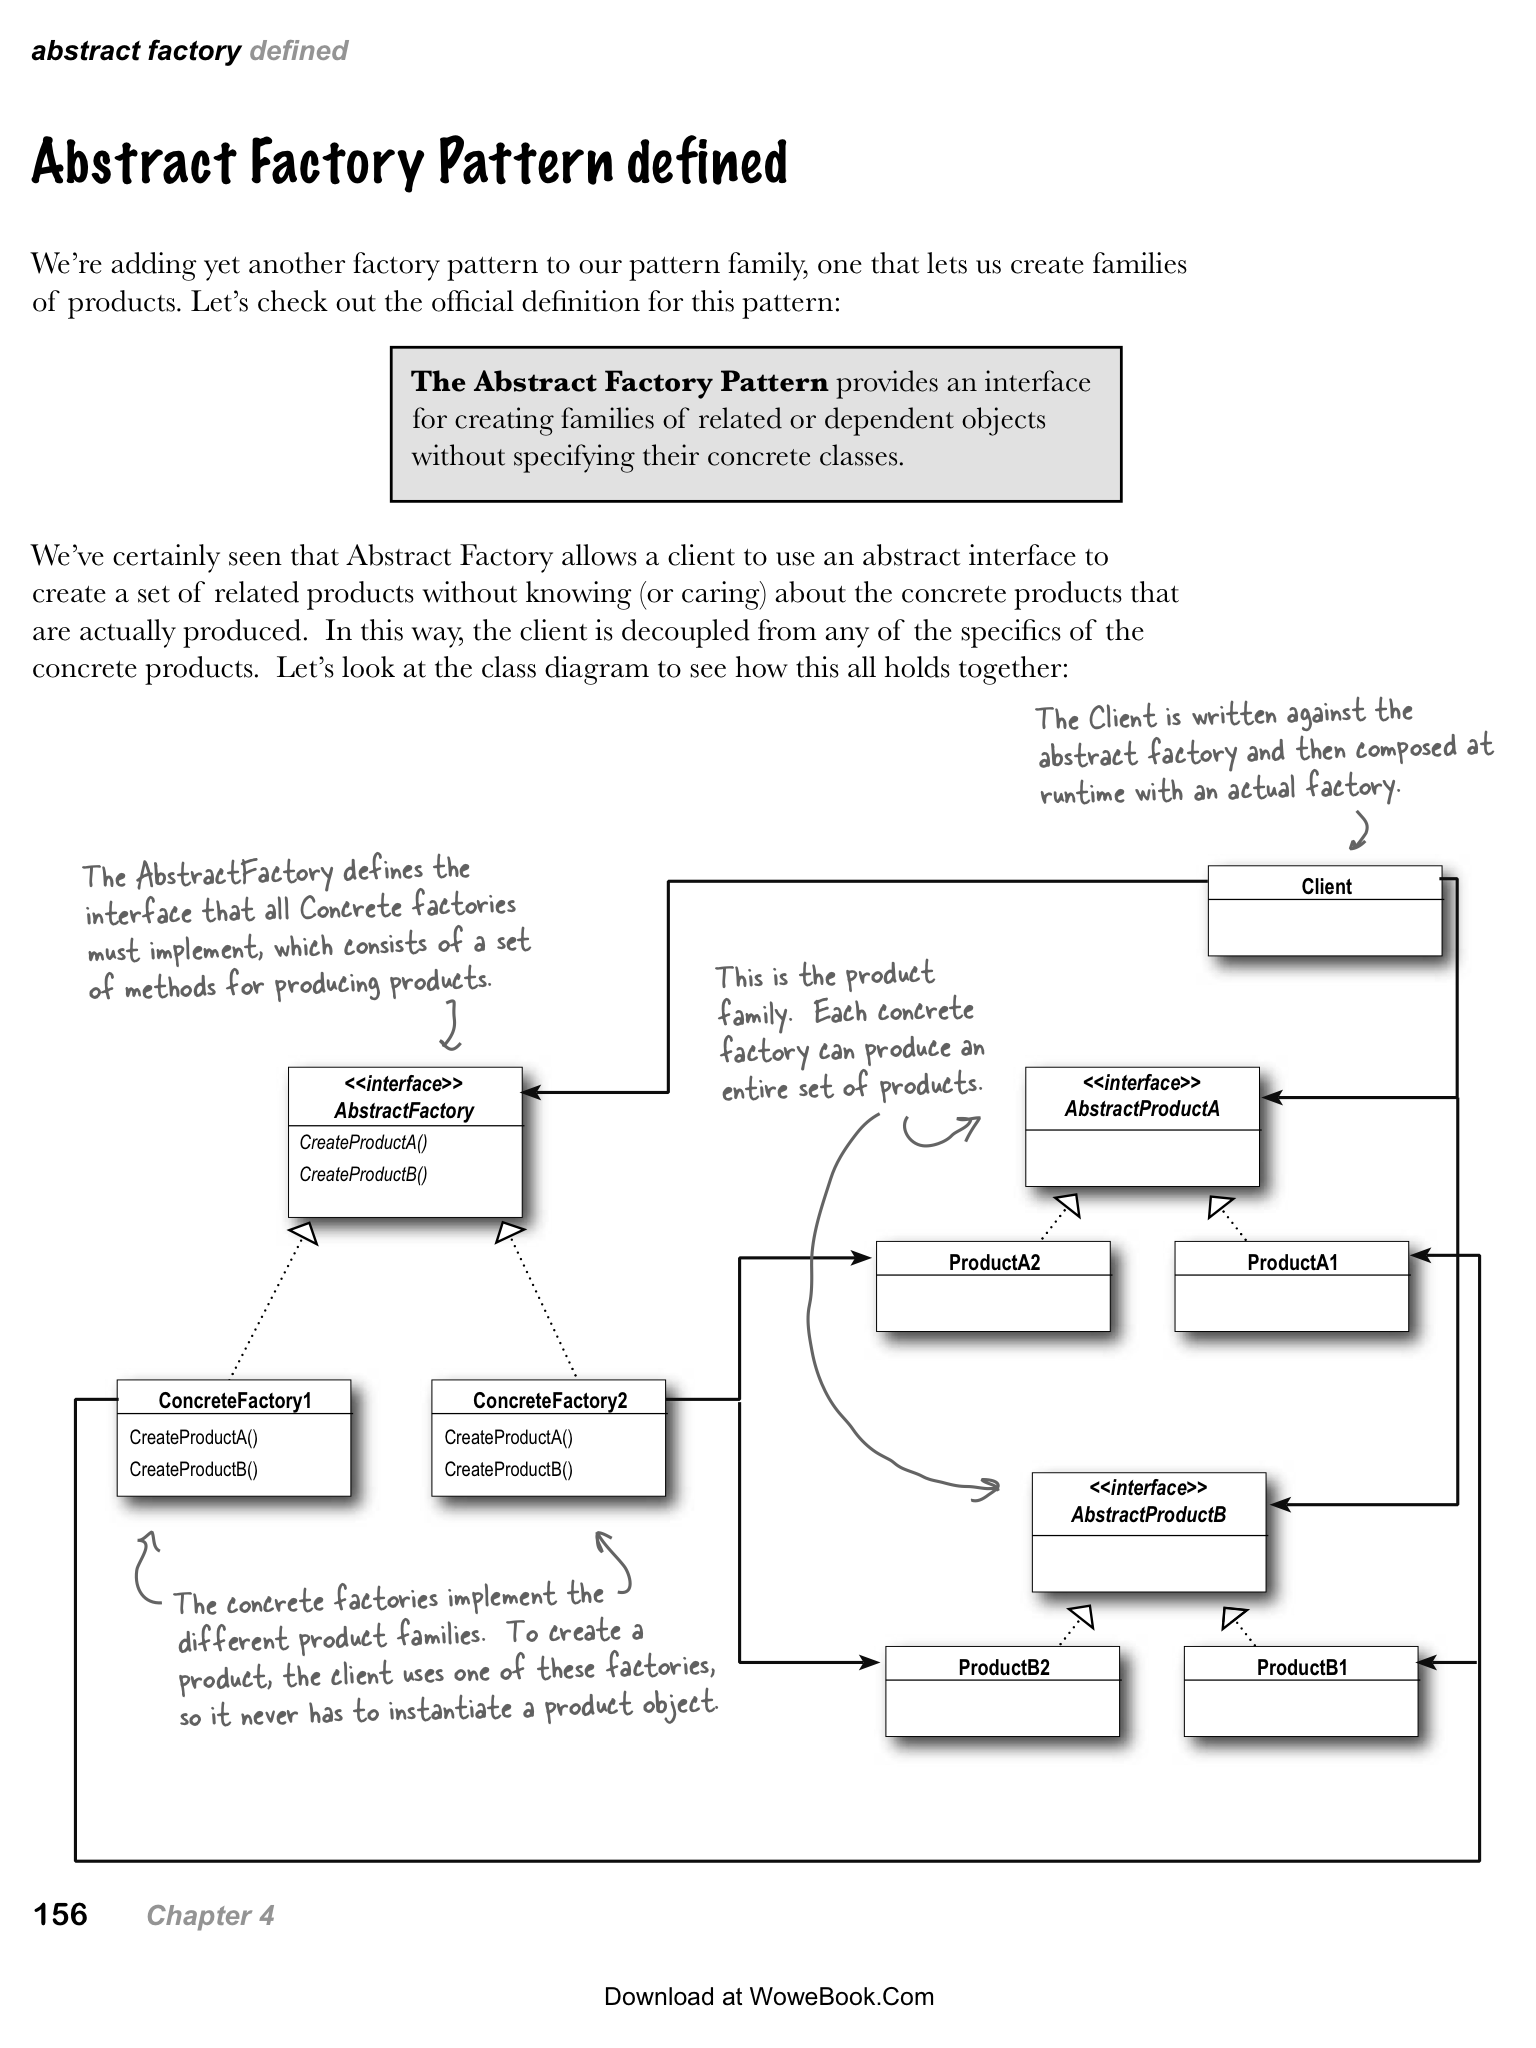 abstract factory defined
Abstract Factory Pattern defined
We're adding yet another factory pattern to our pattern family, one that lets us create families
of products. Let's check out the official definition for this pattern:
The Abstract Factory Pattern provides an interface
for creating families of related or dependent objects
without specifying their concrete classes.
We've certainly seen that Abstract Factory allows a client to use an abstract interface to
create a set of related products without knowing (or caring) about the concrete products that
are actually produced.  In this way, the client is decoupled from any of the specifics of the
concrete products.  Let's look at the class diagram to see how this all holds together:
The Client is written against the
abstract factory and then composed at
runtime with an actual factory.
The AbstractFactory defines the
interface that all Concrete factories
must implement, which consists of a set
of methods for producing products.
Client
This is the product
family.  Each concrete
factory can produce an
entire set of products.
<<interface>>
AbstractFactory
CreateProductA()
CreateProductB()
<<interface>>
AbstractProductA
ProductA2
ProductA1
ConcreteFactory1
CreateProductA()
CreateProductB()
ConcreteFactory2
CreateProductA()
CreateProductB()
<<interface>>
AbstractProductB
The concrete factories implement the
different product families.  To create a
product, the client uses one of these factories,
so it never has to instantiate a product object.
ProductB2
ProductB1
156
Chapter 4
Download at WoweBook.Com